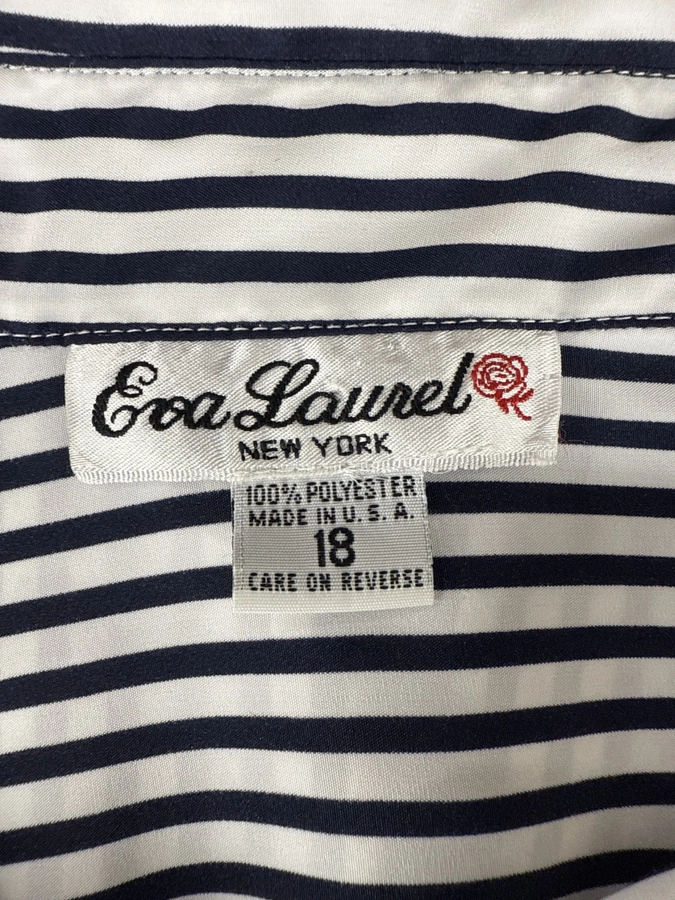 Eva Laurel
NEW YORK
100% POLYESTER
MADE IN U.S.A.
18
CARE ON REVERSE